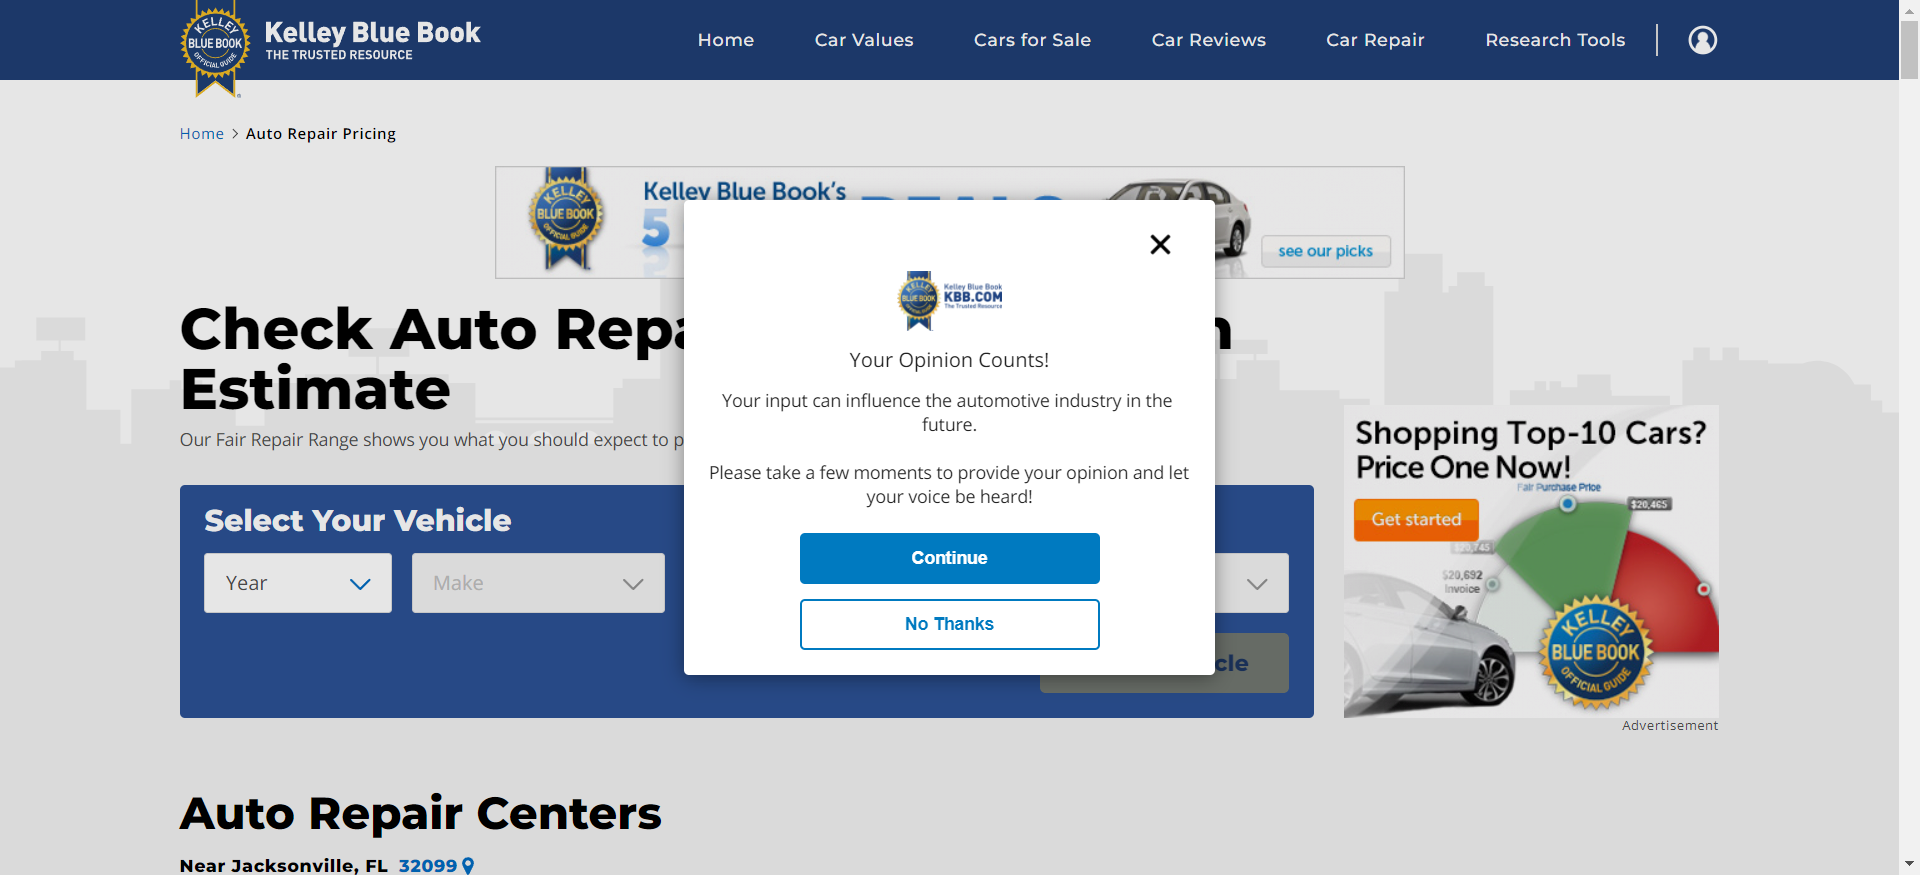 KELLEY
BLUE BOOK
OFFICIAL GUIDE
Kelley Blue Book
THE TRUSTED RESOURCE
Home
Car Values
Cars for Sale
Car Reviews
Car Repair
Research Tools
Home > Auto Repair Pricing
KELLEY
BLUE BOOK
OFFICIAL GUIDE
Kelley Blue Book's
5
see our picks
KELLEY
BLUE BOOK
Kelley Blue Book
KBB.COM
The Trusted Resource
Your Opinion Counts!
Your input can influence the automotive industry in the
future.
Please take a few moments to provide your opinion and let
your voice be heard!
Continue
No Thanks
Check Auto Repa
Estimate
Our Fair Repair Range shows you what you should expect to p
Select Your Vehicle
Year
Make
cle
Shopping Top-10 Cars?
Price One Now!
Fair Purchase Price
Get started
$20,465
$20,745
$20,692
Invoice
KELLEY
BLUE BOOK
OFFICIAL GUIDE
Advertisement
Auto Repair Centers
Near Jacksonville, FL 32099